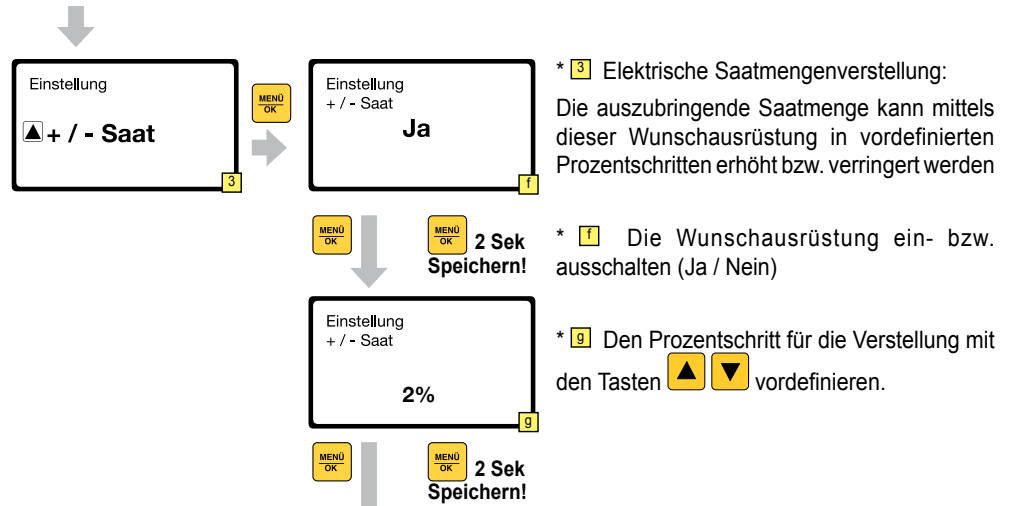 Einstellung
▲ + / - Saat
3
MENÜ
OK
Einstellung
+ / - Saat
Ja
f
* 3 Elektrische Saatmengenverstellung:
Die auszubringende Saatmenge kann mittels
dieser Wunschausrüstung in vordefinierten
Prozentschritten erhöht bzw. verringert werden
MENÜ
OK
MENÜ
OK
2 Sek
Speichern!
* f Die Wunschausrüstung ein- bzw.
ausschalten (Ja / Nein)
Einstellung
+ / - Saat
2%
g
* g Den Prozentschritt für die Verstellung mit
den Tasten ▲ ▼ vordefinieren.
MENÜ
OK
MENÜ
OK
2 Sek
Speichern!